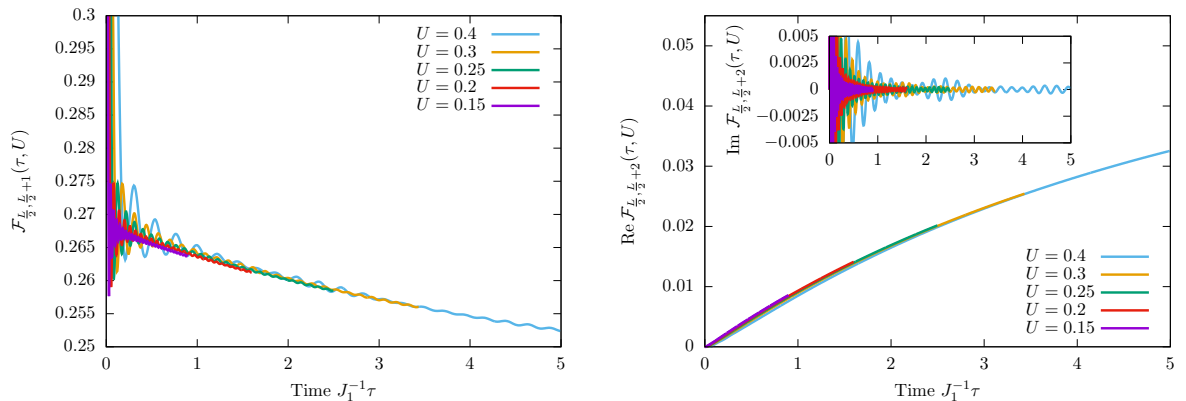 0.3
0.295
0.29
0.285
0.28
0.275
0.27
0.265
0.26
0.255
0.25
0 1 2 3 4 5
Time J₁⁻¹τ
ℱ_{L/2, L/2+1}(τ, U)
U = 0.4
U = 0.3
U = 0.25
U = 0.2
U = 0.15
0.05
0.04
0.03
0.02
0.01
0
0 1 2 3 4 5
Time J₁⁻¹τ
Re ℱ_{L/2, L/2+2}(τ, U)
Im ℱ_{L/2, L/2+2}(τ, U)
0.005
0.0025
0
−0.0025
−0.005
0 1 2 3 4 5
U = 0.4
U = 0.3
U = 0.25
U = 0.2
U = 0.15